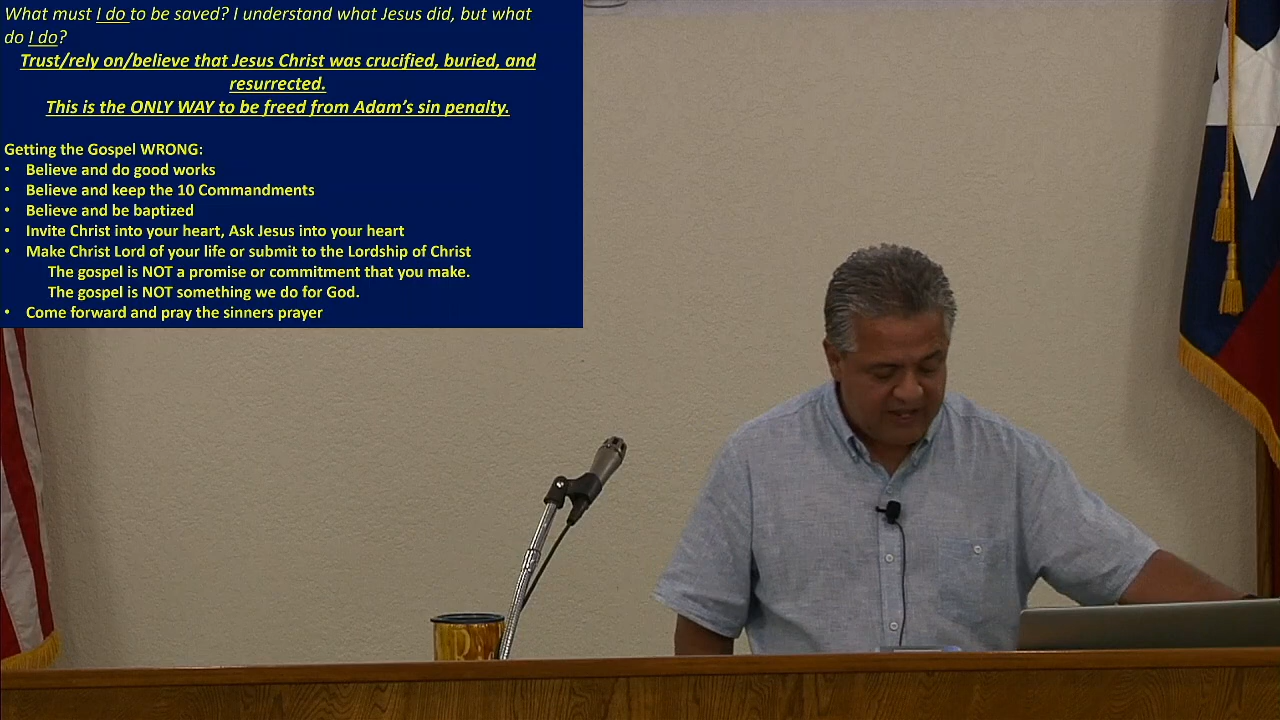 What must I do to be saved? I understand what Jesus did, but what
do I do?
Trust/rely on/believe that Jesus Christ was crucified, buried, and
resurrected.
This is the ONLY WAY to be freed from Adam's sin penalty.
Getting the Gospel WRONG:
• Believe and do good works
• Believe and keep the 10 Commandments
• Believe and be baptized
• Invite Christ into your heart, Ask Jesus into your heart
• Make Christ Lord of your life or submit to the Lordship of Christ
The gospel is NOT a promise or commitment that you make.
The gospel is NOT something we do for God.
• Come forward and pray the sinners prayer